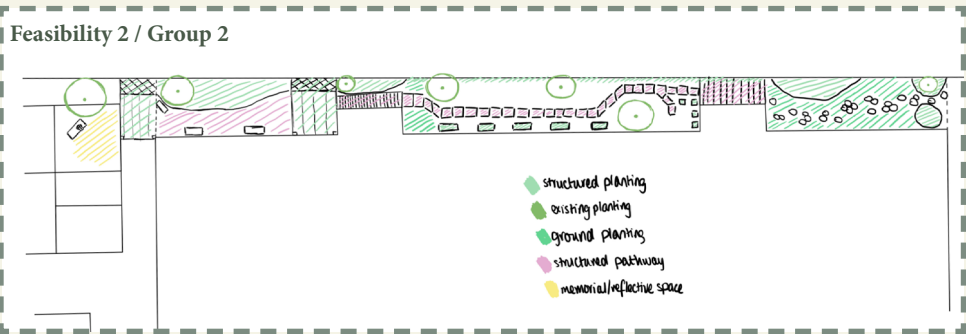 Feasibility 2 / Group 2
structured planting
existing planting
ground planting
structured pathway
memorial/reflective space